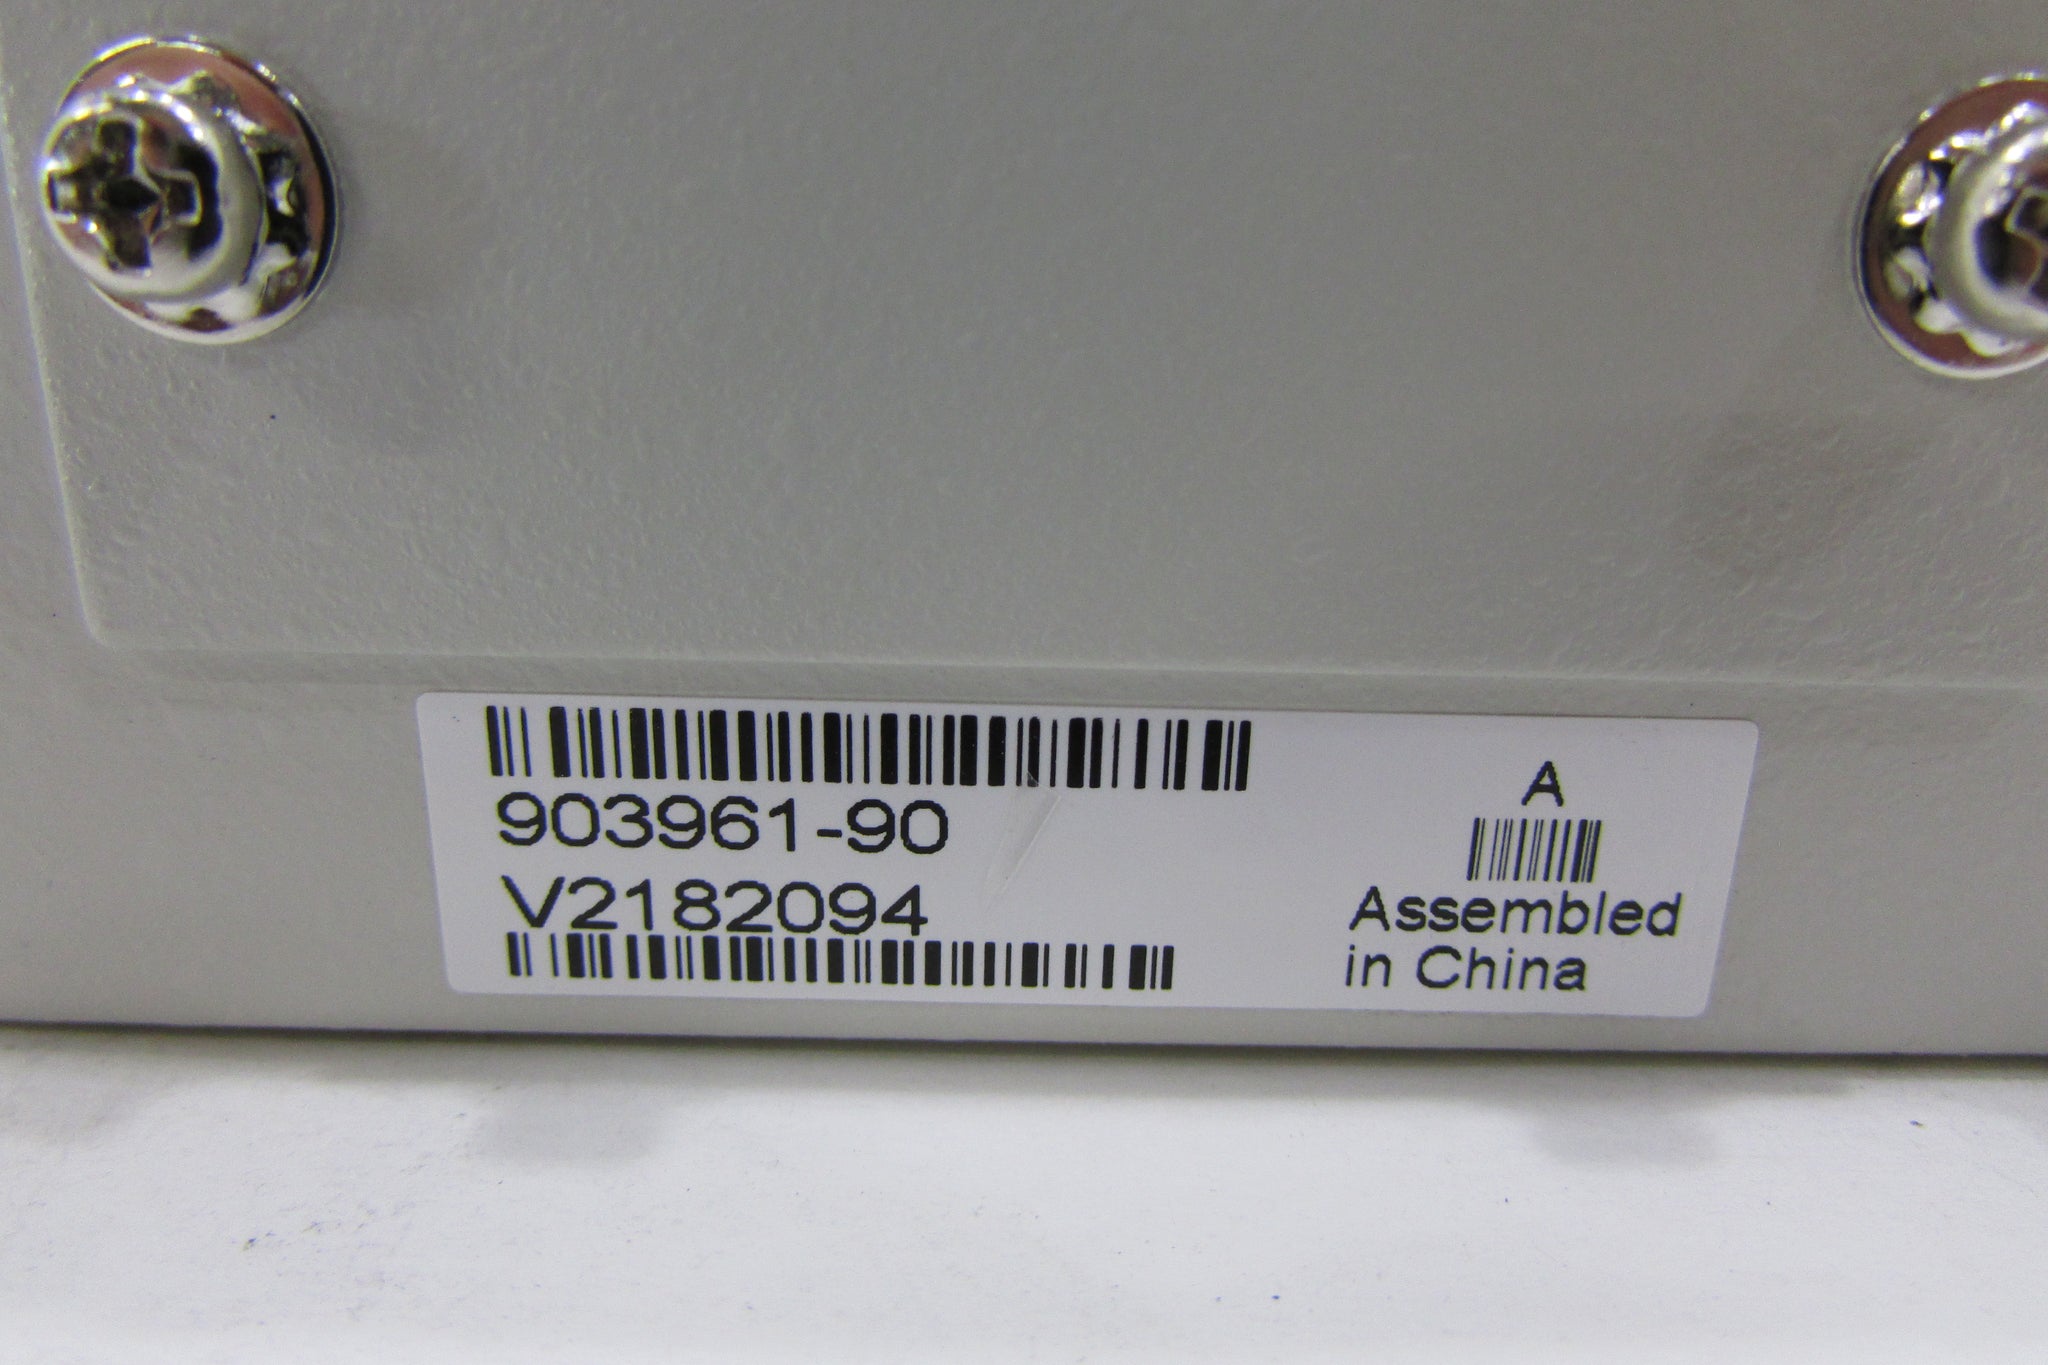 903961-90
V2182094
A
Assembled
in China